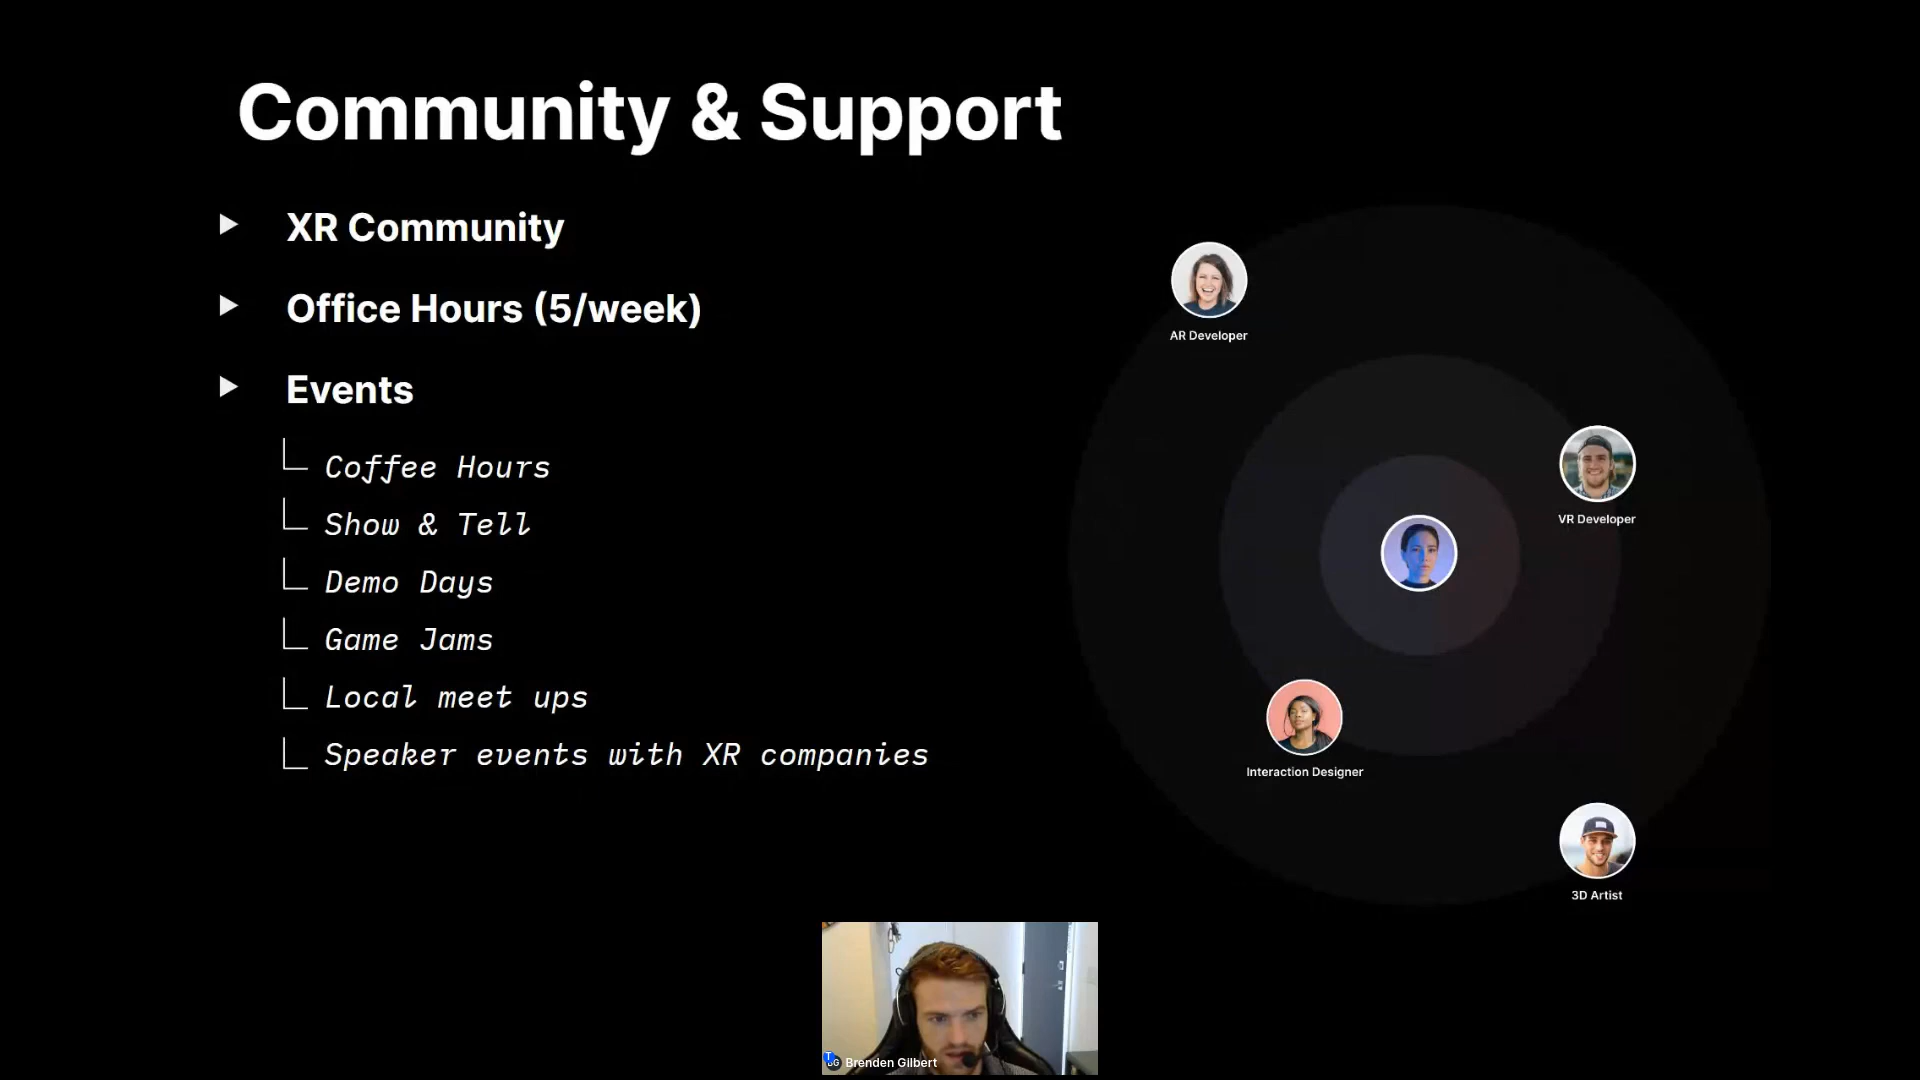 Community & Support
XR Community
Office Hours (5/week)
Events
Coffee Hours
Show & Tell
Demo Days
Game Jams
Local meet ups
Speaker events with XR companies
AR Developer
VR Developer
Interaction Designer
3D Artist
Brenden Gilbert